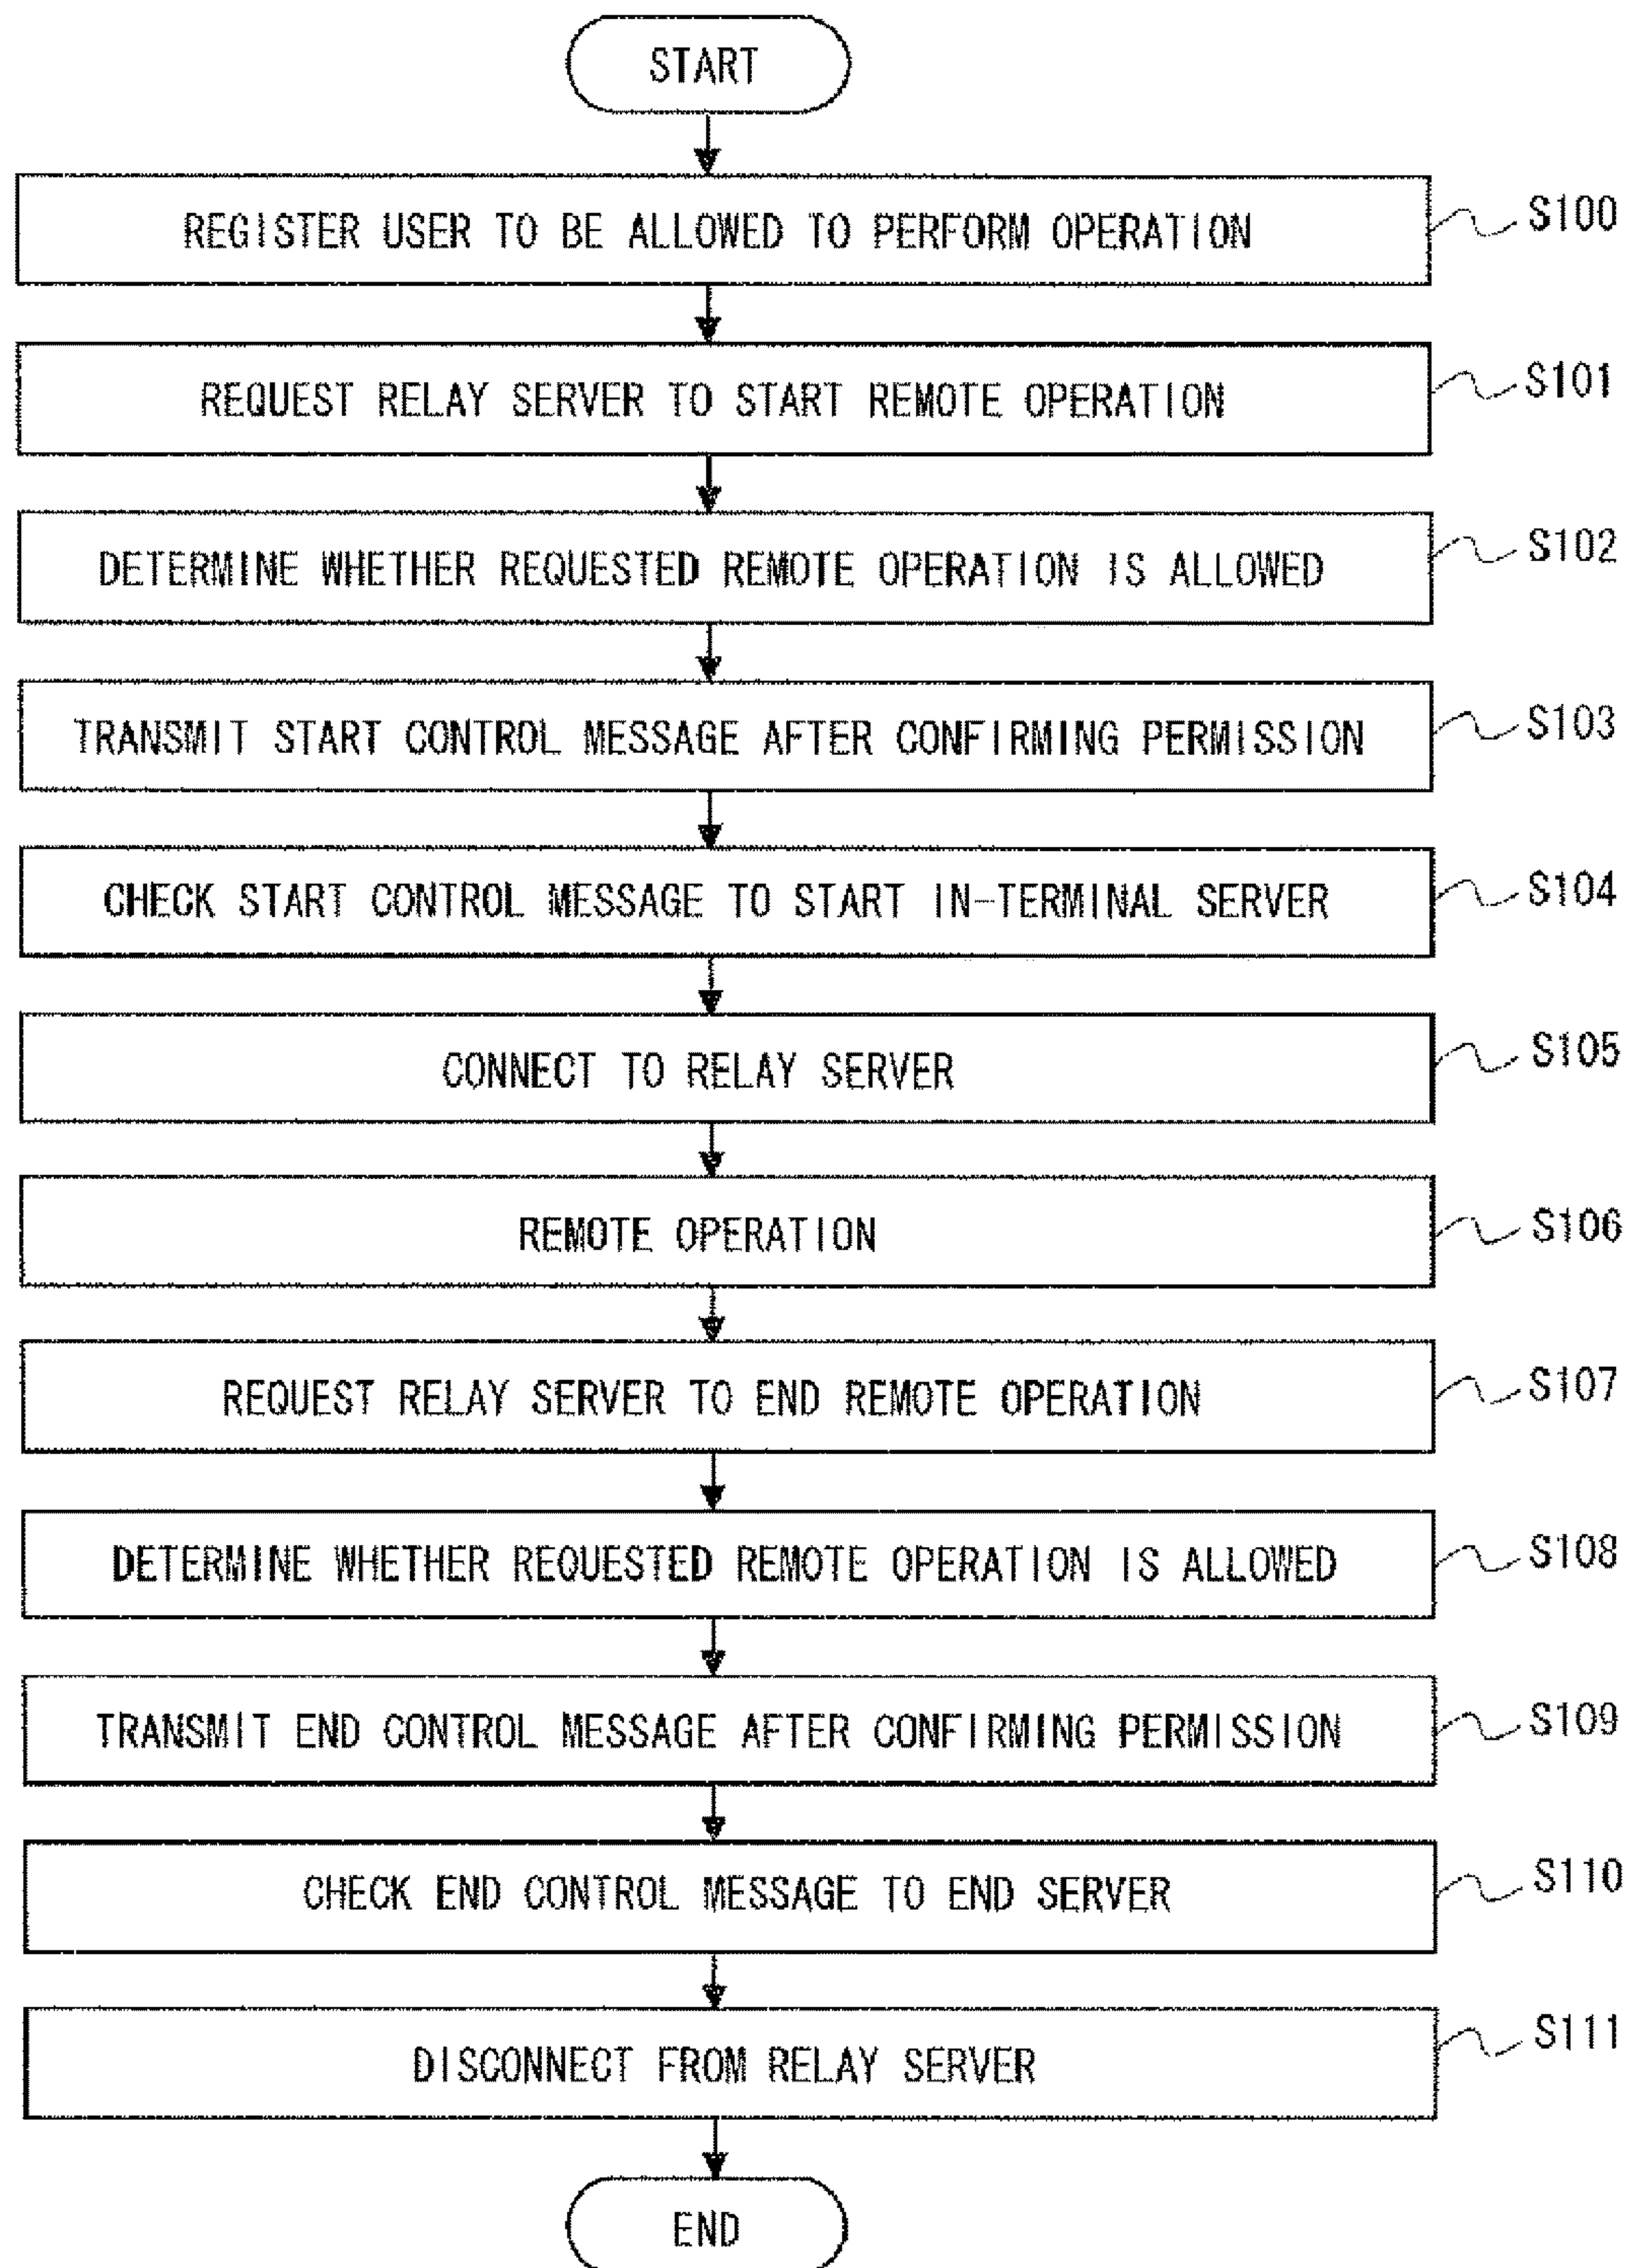 START
REGISTER USER TO BE ALLOWED TO PERFORM OPERATION
S100
REQUEST RELAY SERVER TO START REMOTE OPERATION
S101
DETERMINE WHETHER REQUESTED REMOTE OPERATION IS ALLOWED
S102
TRANSMIT START CONTROL MESSAGE AFTER CONFIRMING PERMISSION
S103
CHECK START CONTROL MESSAGE TO START IN-TERMINAL SERVER
S104
CONNECT TO RELAY SERVER
S105
REMOTE OPERATION
S106
REQUEST RELAY SERVER TO END REMOTE OPERATION
S107
DETERMINE WHETHER REQUESTED REMOTE OPERATION IS ALLOWED
S108
TRANSMIT END CONTROL MESSAGE AFTER CONFIRMING PERMISSION
S109
CHECK END CONTROL MESSAGE TO END SERVER
S110
DISCONNECT FROM RELAY SERVER
S111
END